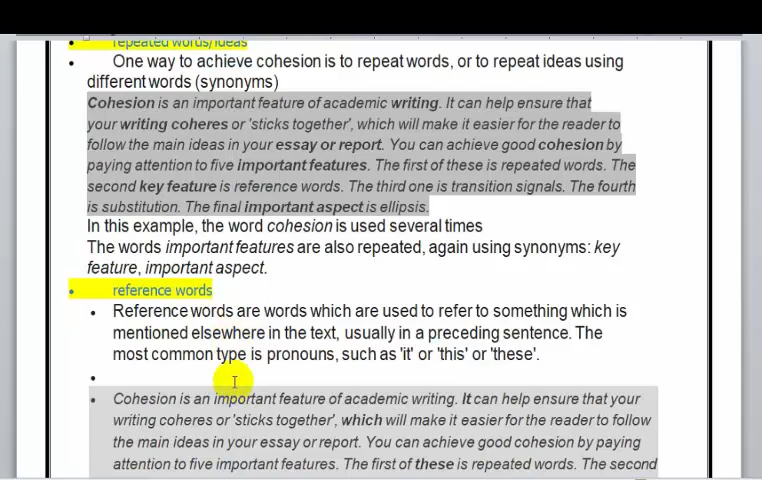 repeated words/ideas
One way to achieve cohesion is to repeat words, or to repeat ideas using
different words (synonyms)
Cohesion is an important feature of academic writing. It can help ensure that
your writing coheres or 'sticks together', which will make it easier for the reader to
follow the main ideas in your essay or report. You can achieve good cohesion by
paying attention to five important features. The first of these is repeated words. The
second key feature is reference words. The third one is transition signals. The fourth
is substitution. The final important aspect is ellipsis.
In this example, the word cohesion is used several times
The words important features are also repeated, again using synonyms: key
feature, important aspect.
reference words
Reference words are words which are used to refer to something which is
mentioned elsewhere in the text, usually in a preceding sentence. The
most common type is pronouns, such as 'it' or 'this' or 'these'.
Cohesion is an important feature of academic writing. It can help ensure that your
writing coheres or 'sticks together', which will make it easier for the reader to follow
the main ideas in your essay or report. You can achieve good cohesion by paying
attention to five important features. The first of these is repeated words. The second